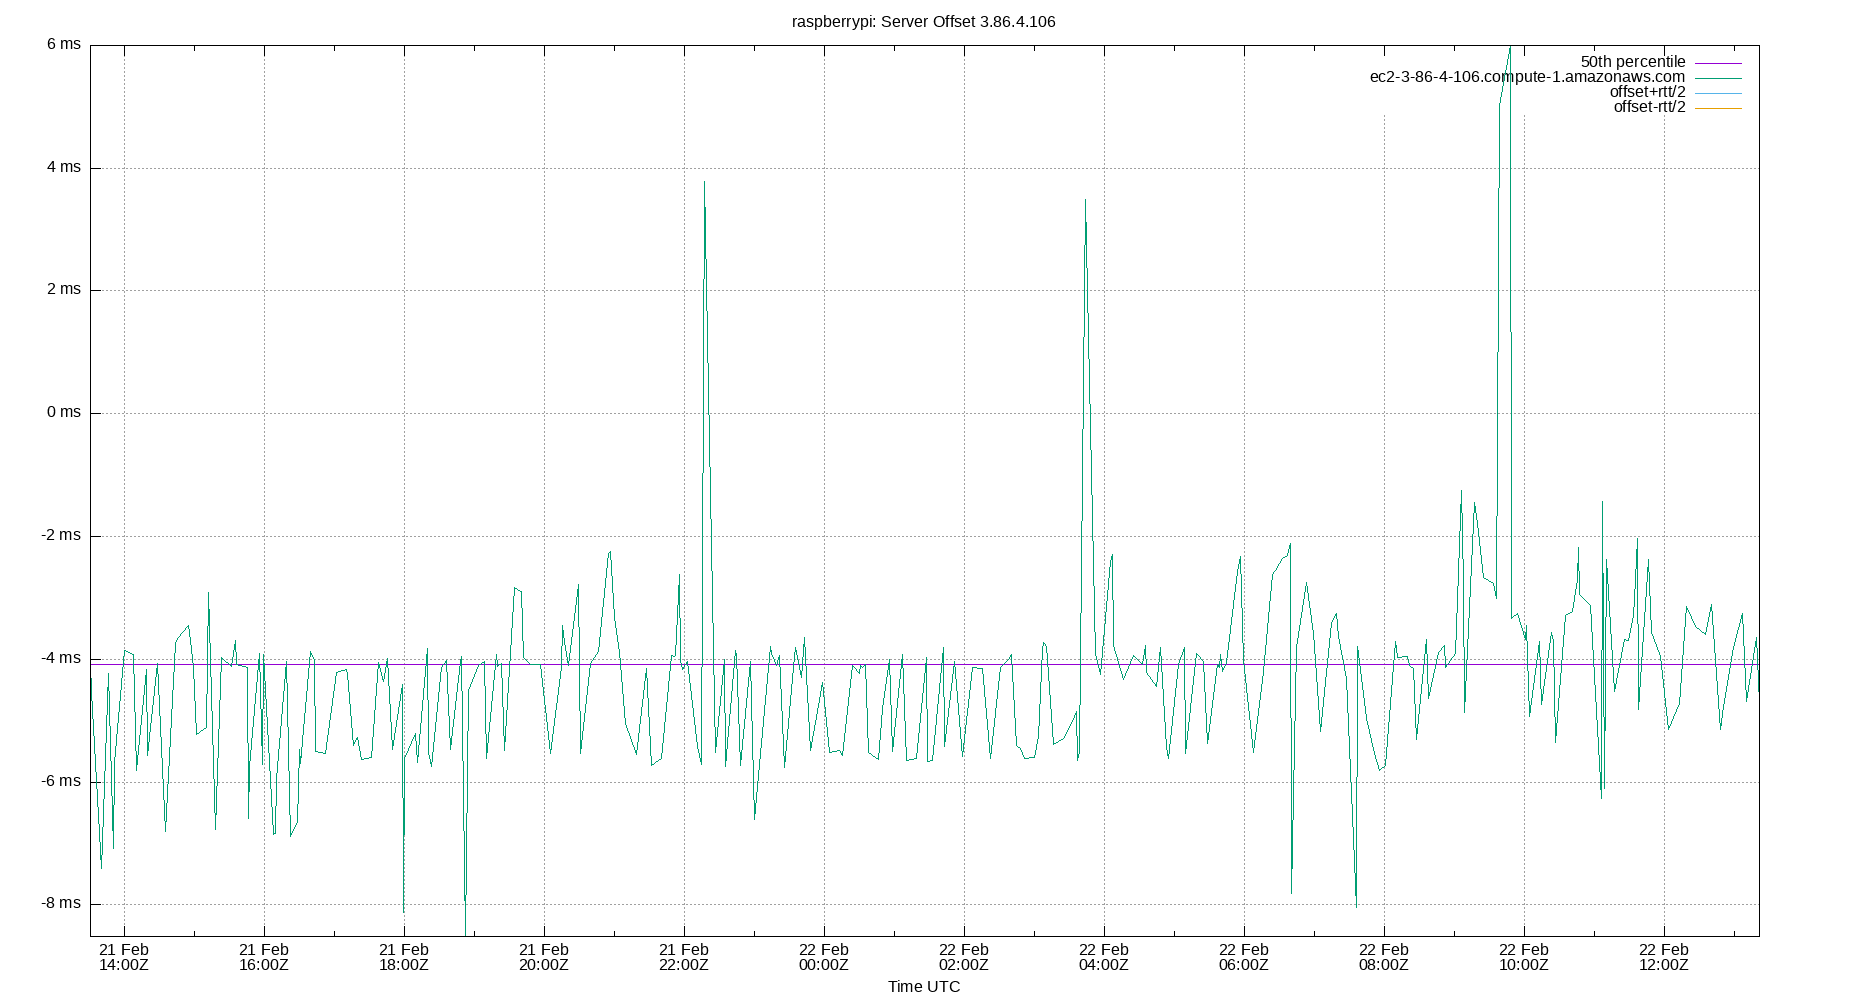 raspberrypi: Server Offset 3.86.4.106
6 ms
4 ms
2 ms
0 ms
-2 ms
-4 ms
-6 ms
-8 ms
50th percentile
ec2-3-86-4-106.compute-1.amazonaws.com
offset+rtt/2
offset-rtt/2
21 Feb 21 Feb 21 Feb 21 Feb 21 Feb 22 Feb 22 Feb 22 Feb 22 Feb 22 Feb 22 Feb 22 Feb
14:00Z 16:00Z 18:00Z 20:00Z 22:00Z 00:00Z 02:00Z 04:00Z 06:00Z 08:00Z 10:00Z 12:00Z
Time UTC